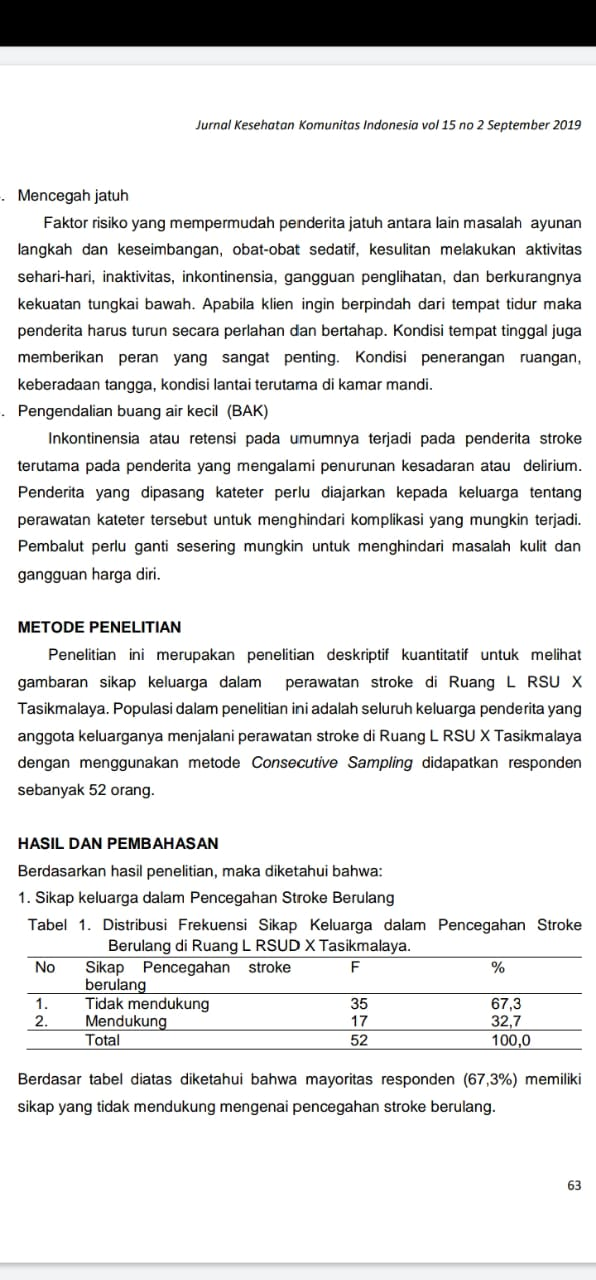 Jurnal Kesehatan Komunitas Indonesia vol 15 no 2 September 2019
. Mencegah jatuh
Faktor risiko yang mempermudah penderita jatuh antara lain masalah ayunan
langkah dan keseimbangan, obat-obat sedatif, kesulitan melakukan aktivitas
sehari-hari, inaktivitas, inkontinensia, gangguan penglihatan, dan berkurangnya
kekuatan tungkai bawah. Apabila klien ingin berpindah dari tempat tidur maka
penderita harus turun secara perlahan dan bertahap. Kondisi tempat tinggal juga
memberikan peran yang sangat penting. Kondisi penerangan ruangan,
keberadaan tangga, kondisi lantai terutama di kamar mandi.
. Pengendalian buang air kecil (BAK)
Inkontinensia atau retensi pada umumnya terjadi pada penderita stroke
terutama pada penderita yang mengalami penurunan kesadaran atau delirium.
Penderita yang dipasang kateter perlu diajarkan kepada keluarga tentang
perawatan kateter tersebut untuk menghindari komplikasi yang mungkin terjadi.
Pembalut perlu ganti sesering mungkin untuk menghindari masalah kulit dan
gangguan harga diri.
METODE PENELITIAN
Penelitian ini merupakan penelitian deskriptif kuantitatif untuk melihat
gambaran sikap keluarga dalam perawatan stroke di Ruang L RSU X
Tasikmalaya. Populasi dalam penelitian ini adalah seluruh keluarga penderita yang
anggota keluarganya menjalani perawatan stroke di Ruang L RSU X Tasikmalaya
dengan menggunakan metode Consecutive Sampling didapatkan responden
sebanyak 52 orang.
HASIL DAN PEMBAHASAN
Berdasarkan hasil penelitian, maka diketahui bahwa:
1. Sikap keluarga dalam Pencegahan Stroke Berulang
Tabel 1. Distribusi Frekuensi Sikap Keluarga dalam Pencegahan Stroke
Berulang di Ruang L RSUD X Tasikmalaya.
No Sikap Pencegahan stroke F %
berulang
1. Tidak mendukung 35 67,3
2. Mendukung 17 32,7
Total 52 100,0
Berdasar tabel diatas diketahui bahwa mayoritas responden (67,3%) memiliki
sikap yang tidak mendukung mengenai pencegahan stroke berulang.
63